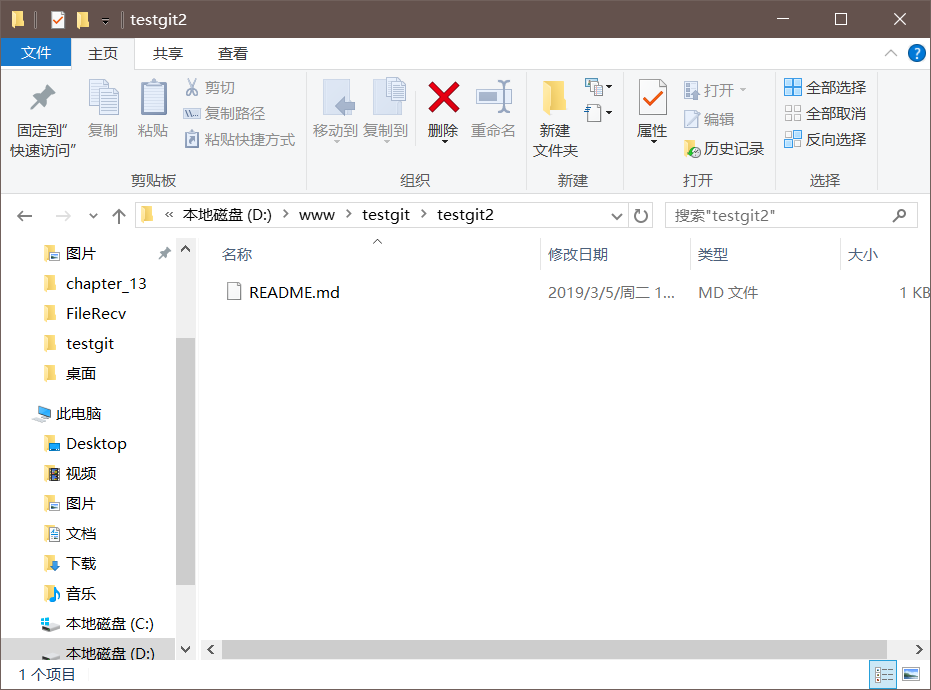 testgit2
文件 主页 共享 查看
固定到"快速访问"
复制
粘贴
剪切
复制路径
粘贴快捷方式
剪贴板
移动到
复制到
删除
重命名
组织
新建文件夹
新建
属性
打开
编辑
历史记录
打开
全部选择
全部取消
反向选择
选择
« 本地磁盘 (D:) > www > testgit > testgit2
搜索"testgit2"
图片
chapter_13
FileRecv
testgit
桌面
此电脑
Desktop
视频
图片
文档
下载
音乐
本地磁盘 (C:)
本地磁盘 (D:)
名称 修改日期 类型 大小
README.md 2019/3/5/周二 1... MD 文件 1 KB
1 个项目